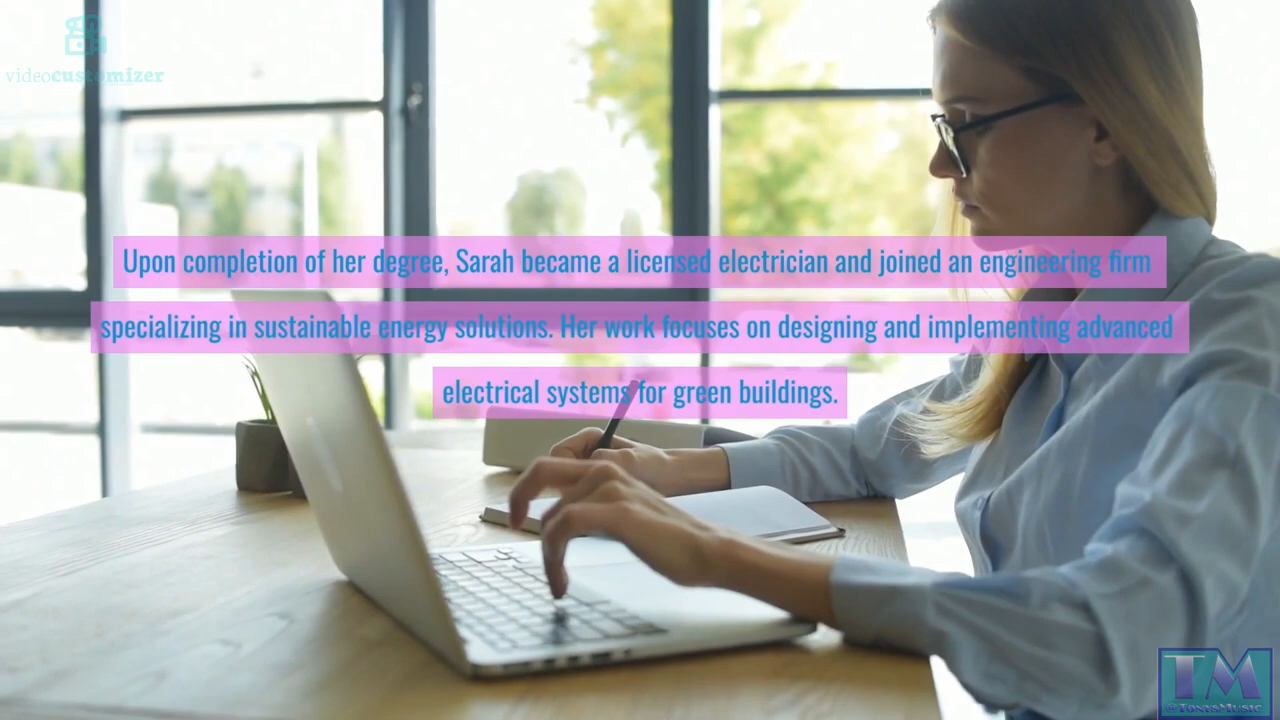 videocustomizer
Upon completion of her degree, Sarah became a licensed electrician and joined an engineering firm
specializing in sustainable energy solutions. Her work focuses on designing and implementing advanced
electrical systems for green buildings.
TM
@TonysMusic